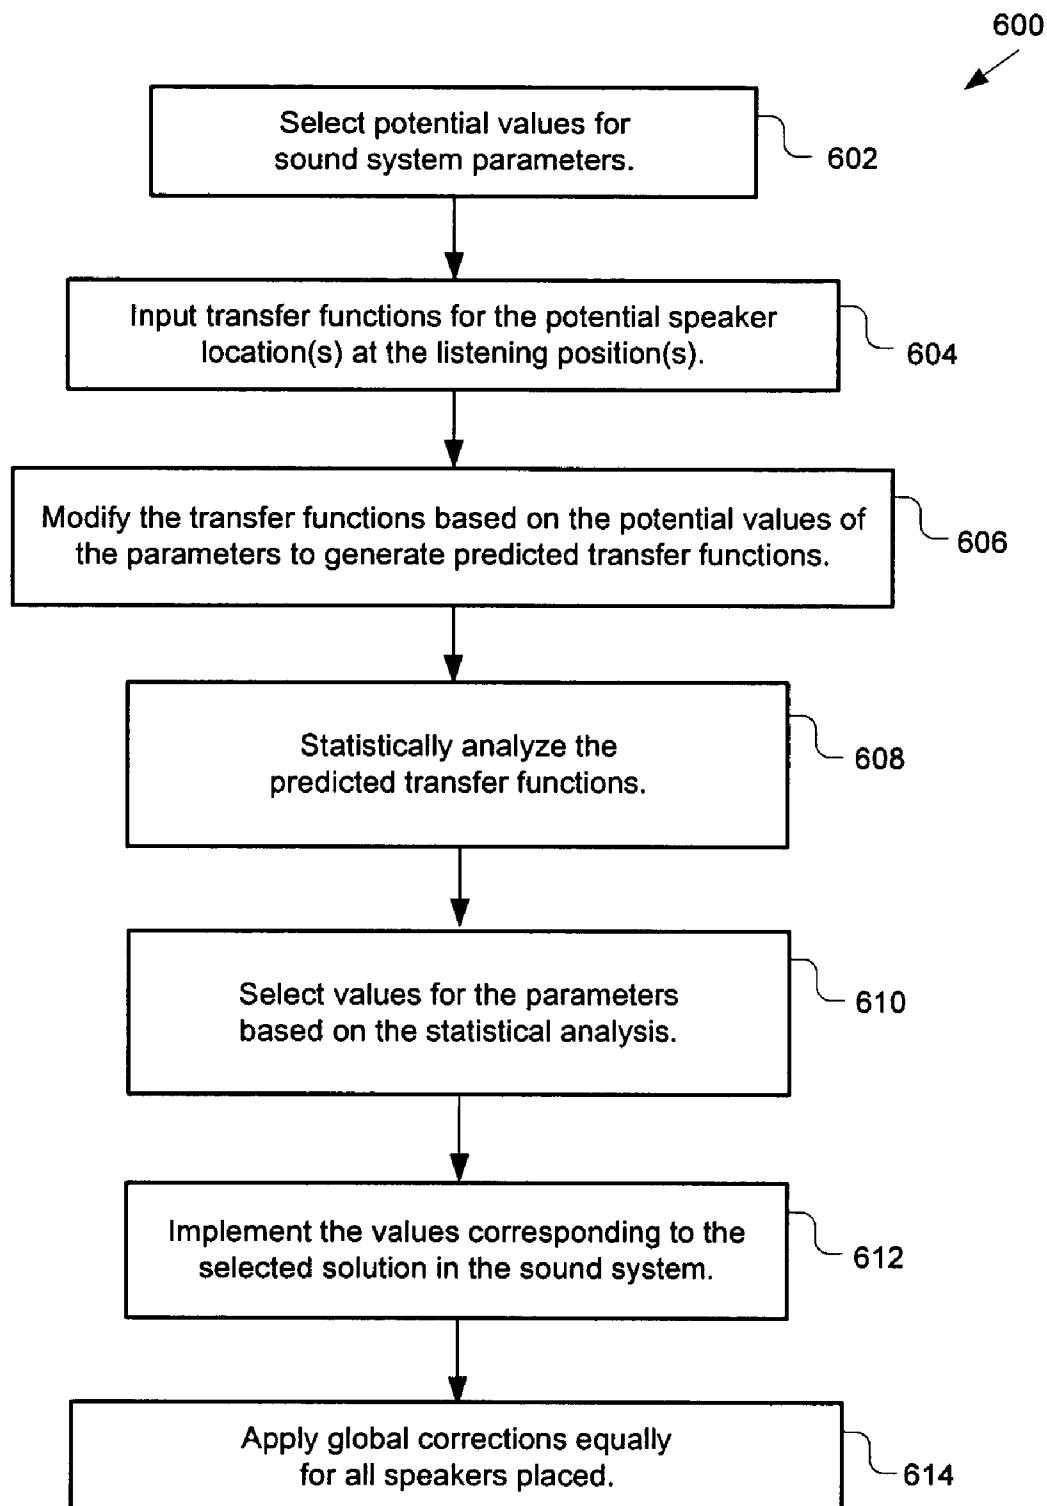 600
Select potential values for
sound system parameters.
602
Input transfer functions for the potential speaker
location(s) at the listening position(s).
604
Modify the transfer functions based on the potential values of
the parameters to generate predicted transfer functions.
606
Statistically analyze the
predicted transfer functions.
608
Select values for the parameters
based on the statistical analysis.
610
Implement the values corresponding to the
selected solution in the sound system.
612
Apply global corrections equally
for all speakers placed.
614